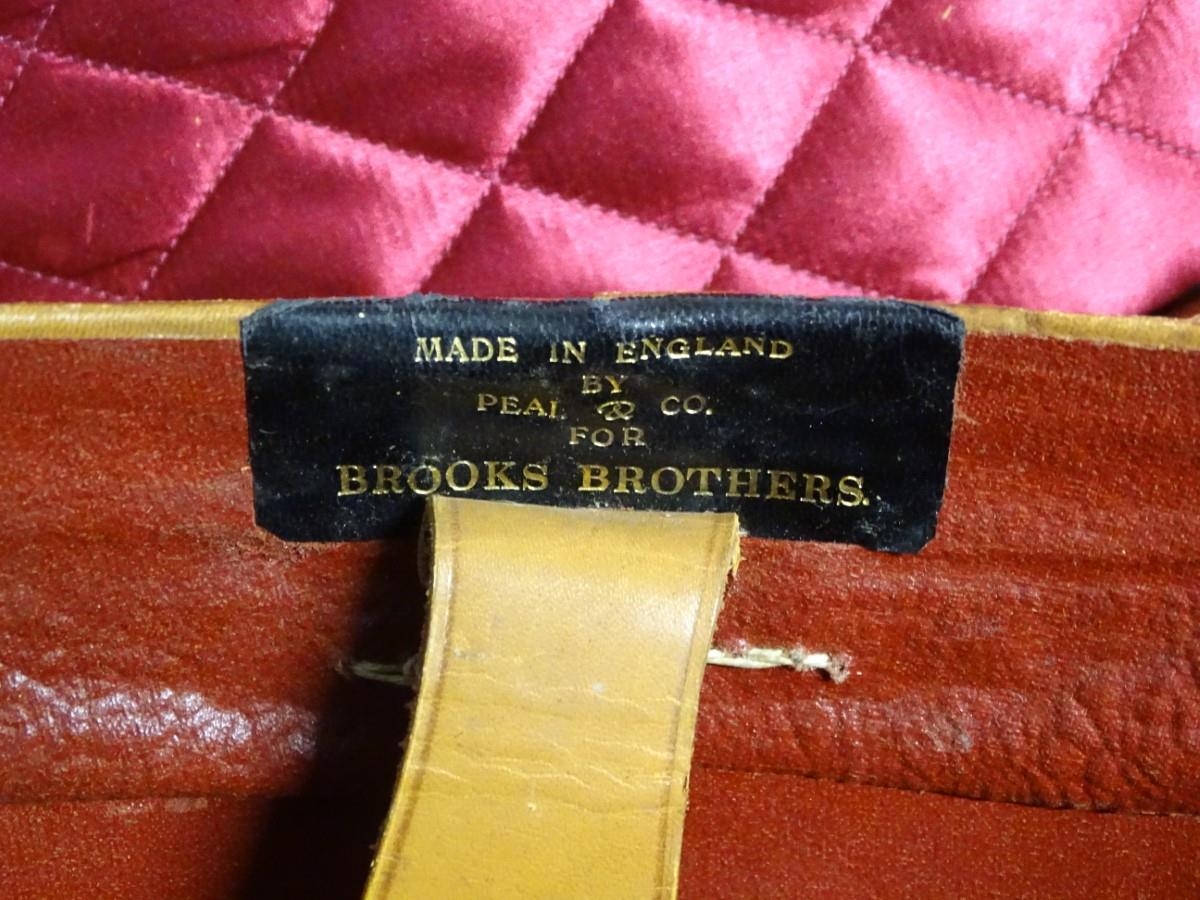 MADE IN ENGLAND
BY
PEAL & CO.
FOR
BROOKS BROTHERS.